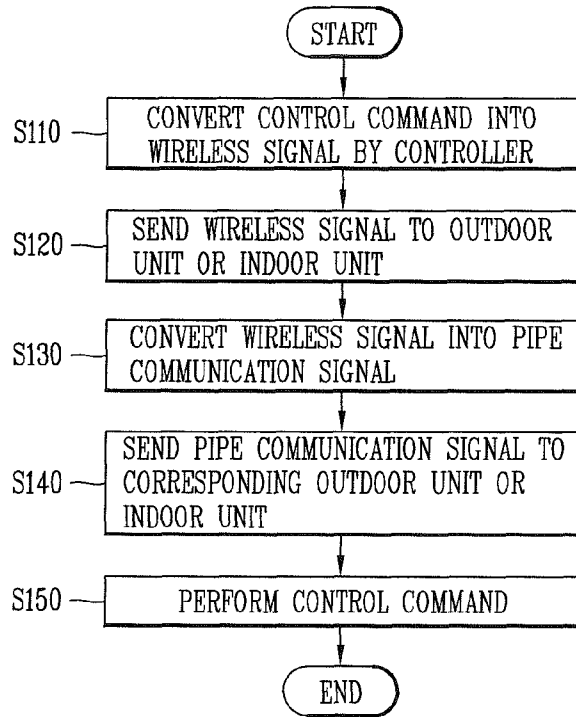 START
S110
CONVERT CONTROL COMMAND INTO
WIRELESS SIGNAL BY CONTROLLER
S120
SEND WIRELESS SIGNAL TO OUTDOOR
UNIT OR INDOOR UNIT
S130
CONVERT WIRELESS SIGNAL INTO PIPE
COMMUNICATION SIGNAL
S140
SEND PIPE COMMUNICATION SIGNAL TO
CORRESPONDING OUTDOOR UNIT OR
INDOOR UNIT
S150
PERFORM CONTROL COMMAND
END